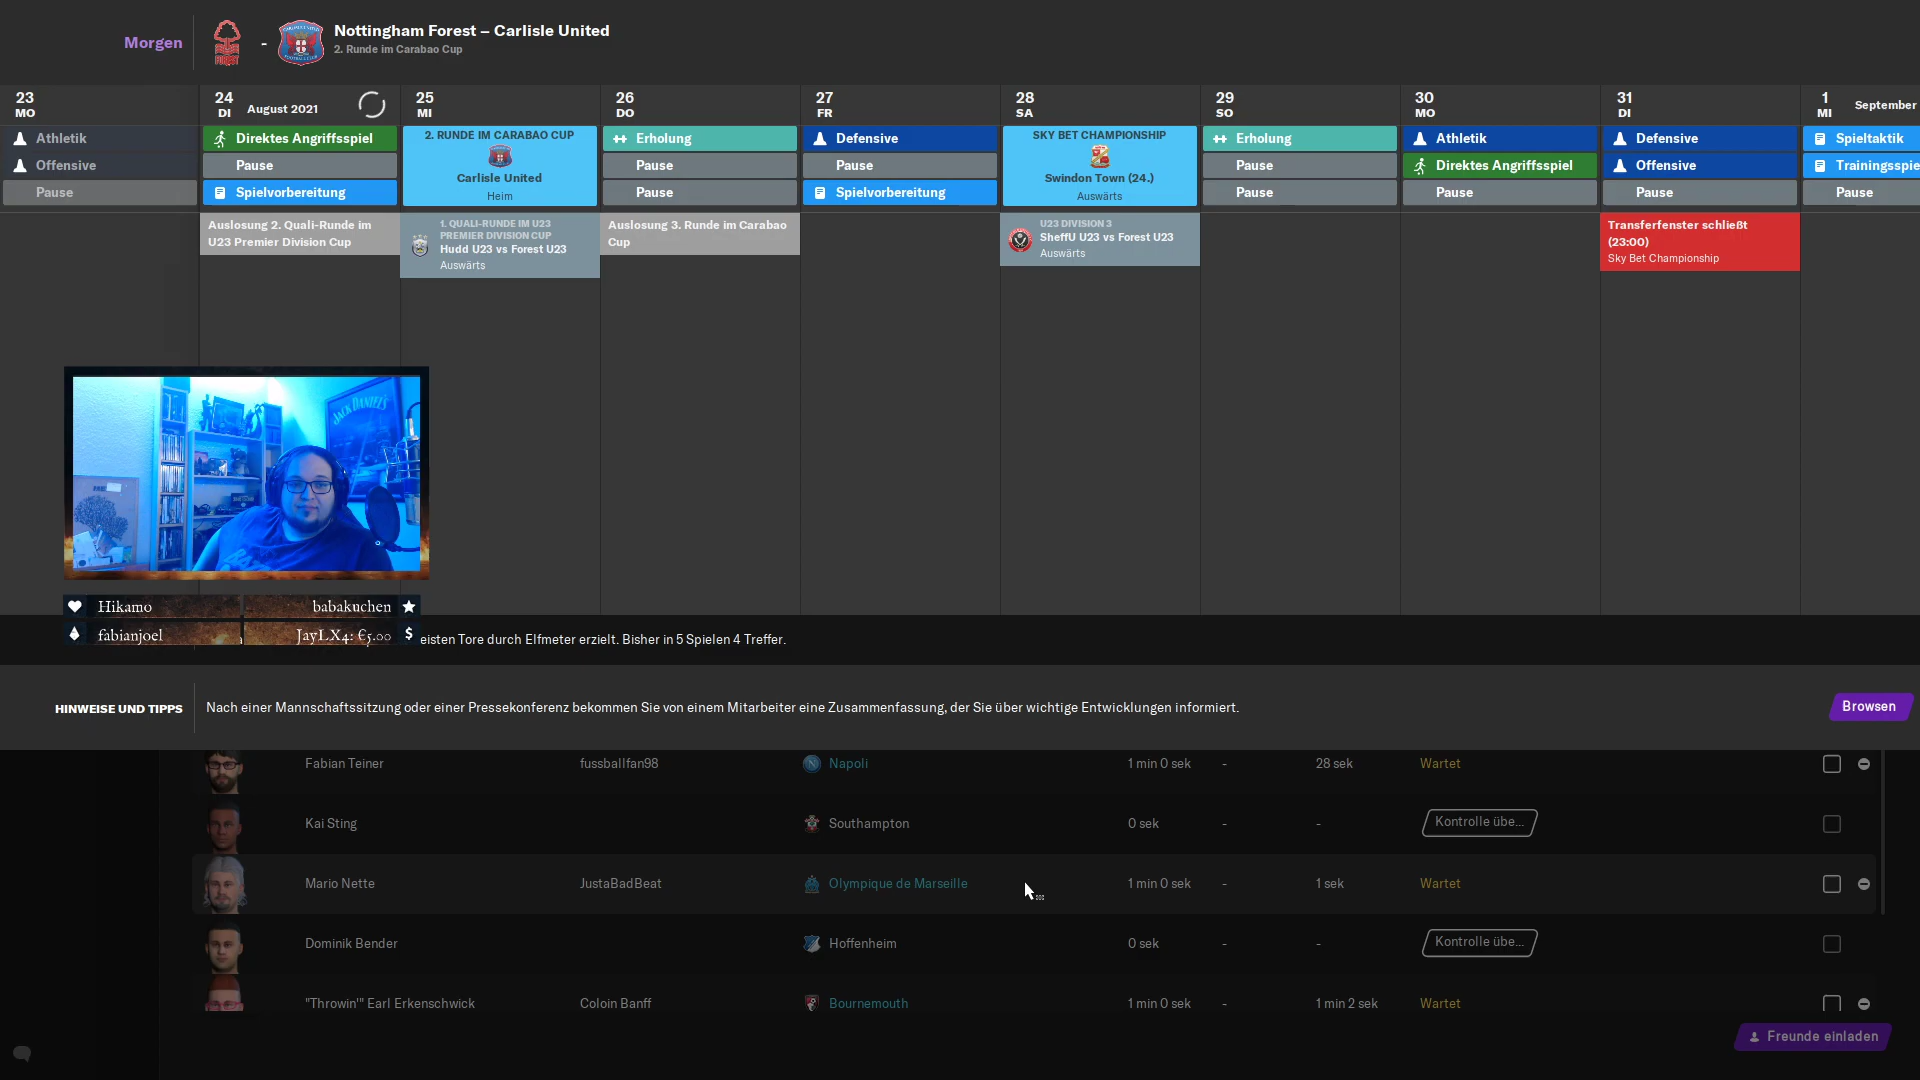 Morgen
-
Nottingham Forest – Carlisle United
2. Runde im Carabao Cup
23
MO
24
DI
August 2021
25
MI
26
DO
27
FR
28
SA
29
SO
30
MO
31
DI
1
MI
September
Athletik
Offensive
Pause
Direktes Angriffsspiel
Pause
Spielvorbereitung
2. RUNDE IM CARABAO CUP
Carlisle United
Heim
Erholung
Pause
Pause
Defensive
Pause
Spielvorbereitung
SKY BET CHAMPIONSHIP
Swindon Town (24.)
Auswärts
Erholung
Pause
Pause
Athletik
Direktes Angriffsspiel
Pause
Defensive
Offensive
Pause
Spieltaktik
Trainingsspie
Pause
Auslosung 2. Quali-Runde im
U23 Premier Division Cup
1. QUALI-RUNDE IM U23
PREMIER DIVISION CUP
Hudd U23 vs Forest U23
Auswärts
Auslosung 3. Runde im Carabao
Cup
U23 DIVISION 3
SheffU U23 vs Forest U23
Auswärts
Transferfenster schließt
(23:00)
Sky Bet Championship
JACK DANIEL'S
Hikamo
babakuchen
fabianjoel
JayLX4: €5.00
eisten Tore durch Elfmeter erzielt. Bisher in 5 Spielen 4 Treffer.
HINWEISE UND TIPPS
Nach einer Mannschaftssitzung oder einer Pressekonferenz bekommen Sie von einem Mitarbeiter eine Zusammenfassung, der Sie über wichtige Entwicklungen informiert.
Browsen
Fabian Teiner fussballfan98 Napoli 1 min 0 sek - 28 sek Wartet
Kai Sting Southampton 0 sek - - Kontrolle übe...
Mario Nette JustaBadBeat Olympique de Marseille 1 min 0 sek - 1 sek Wartet
Dominik Bender Hoffenheim 0 sek - - Kontrolle übe...
"Throwin'" Earl Erkenschwick Coloin Banff Bournemouth 1 min 0 sek - 1 min 2 sek Wartet
Freunde einladen